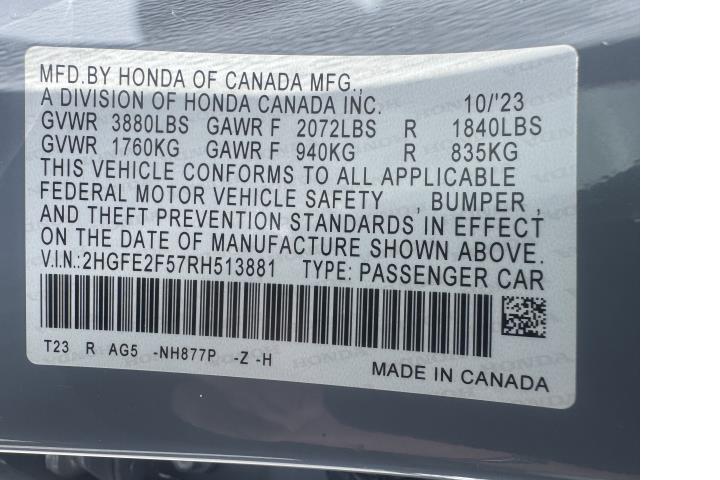 MFD.BY HONDA OF CANADA MFG.,
A DIVISION OF HONDA CANADA INC. 10/'23
GVWR 3880LBS GAWR F 2072LBS R 1840LBS
GVWR 1760KG GAWR F 940KG R 835KG
THIS VEHICLE CONFORMS TO ALL APPLICABLE
FEDERAL MOTOR VEHICLE SAFETY , BUMPER ,
AND THEFT PREVENTION STANDARDS IN EFFECT
ON THE DATE OF MANUFACTURE SHOWN ABOVE.
V.I.N.:2HGFE2F57RH513881 TYPE: PASSENGER CAR
T23 R AG5 -NH877P -Z -H
MADE IN CANADA